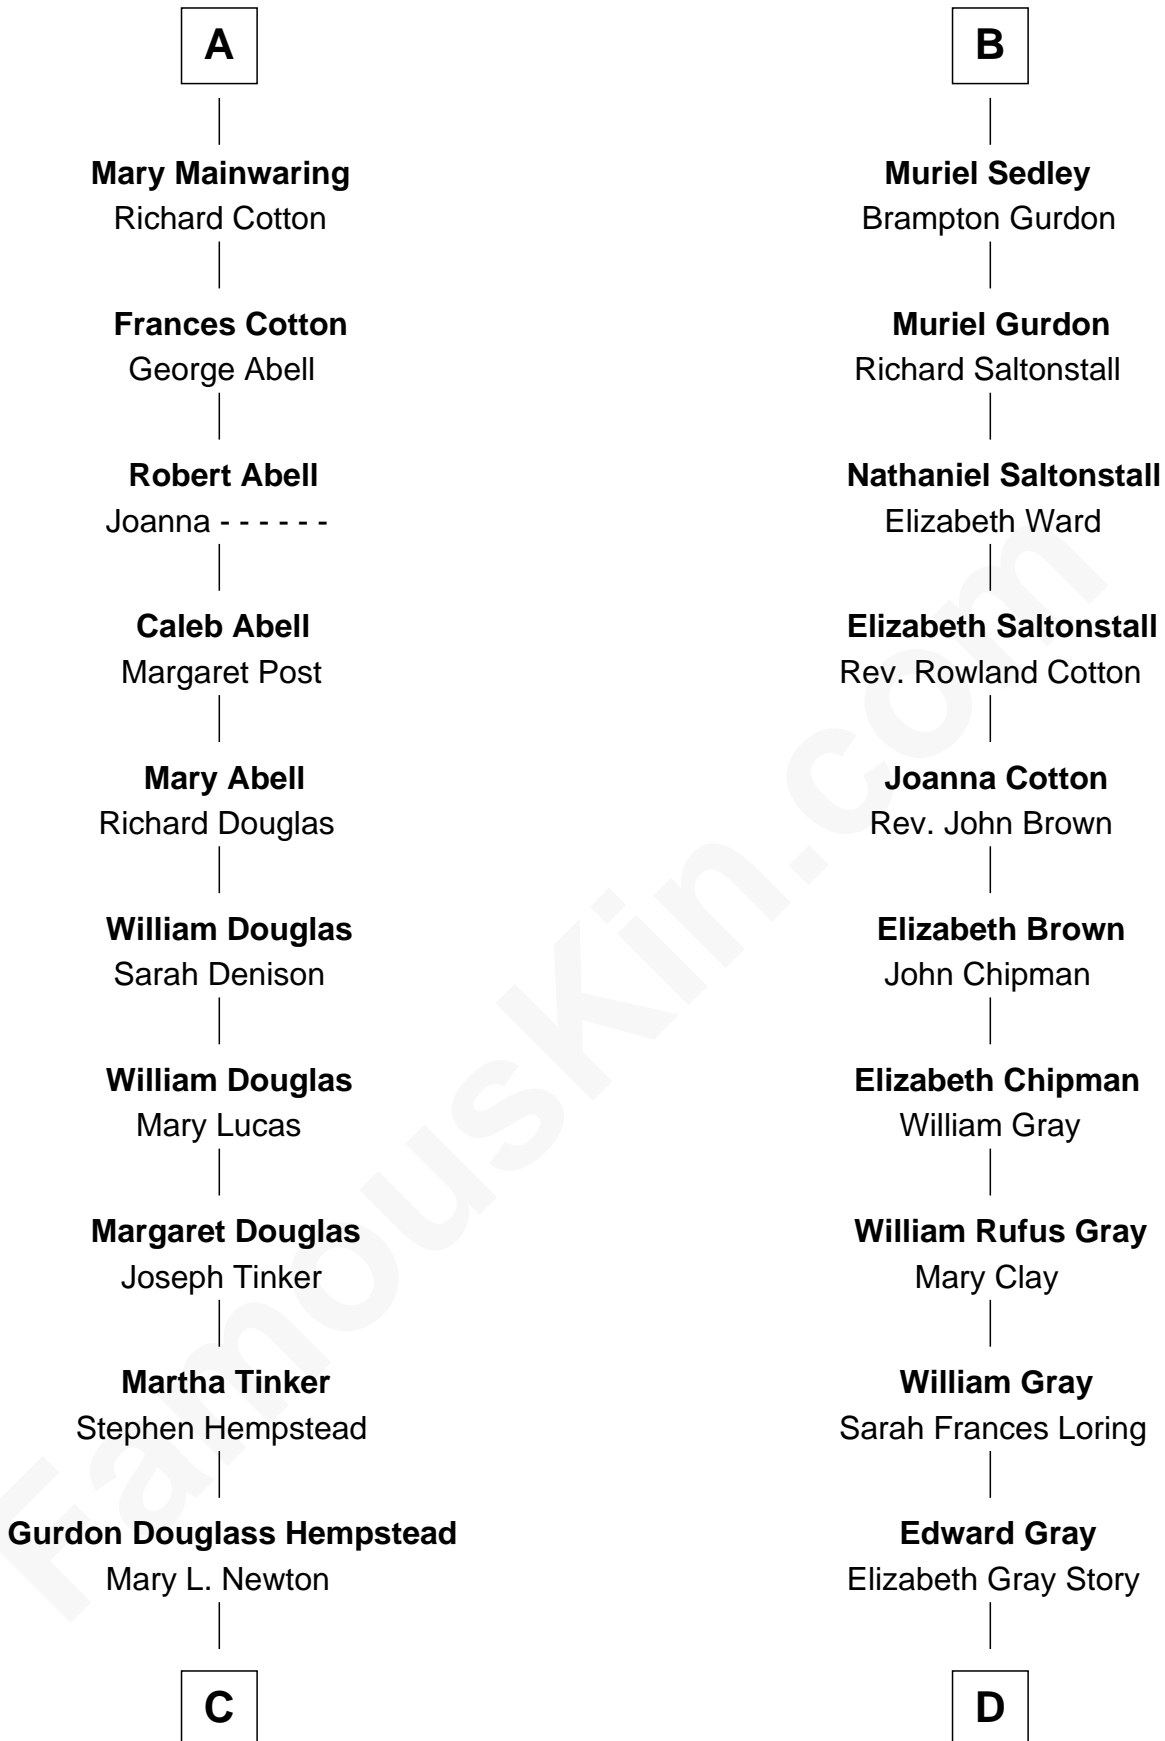 A
Mary Mainwaring
Richard Cotton
Frances Cotton
George Abell
Robert Abell
Joanna - - - - - -
Caleb Abell
Margaret Post
Mary Abell
Richard Douglas
William Douglas
Sarah Denison
William Douglas
Mary Lucas
Margaret Douglas
Joseph Tinker
Martha Tinker
Stephen Hempstead
Gurdon Douglass Hempstead
Mary L. Newton
C
B
Muriel Sedley
Brampton Gurdon
Muriel Gurdon
Richard Saltonstall
Nathaniel Saltonstall
Elizabeth Ward
Elizabeth Saltonstall
Rev. Rowland Cotton
Joanna Cotton
Rev. John Brown
Elizabeth Brown
John Chipman
Elizabeth Chipman
William Gray
William Rufus Gray
Mary Clay
William Gray
Sarah Frances Loring
Edward Gray
Elizabeth Gray Story
D
FamousKin.com